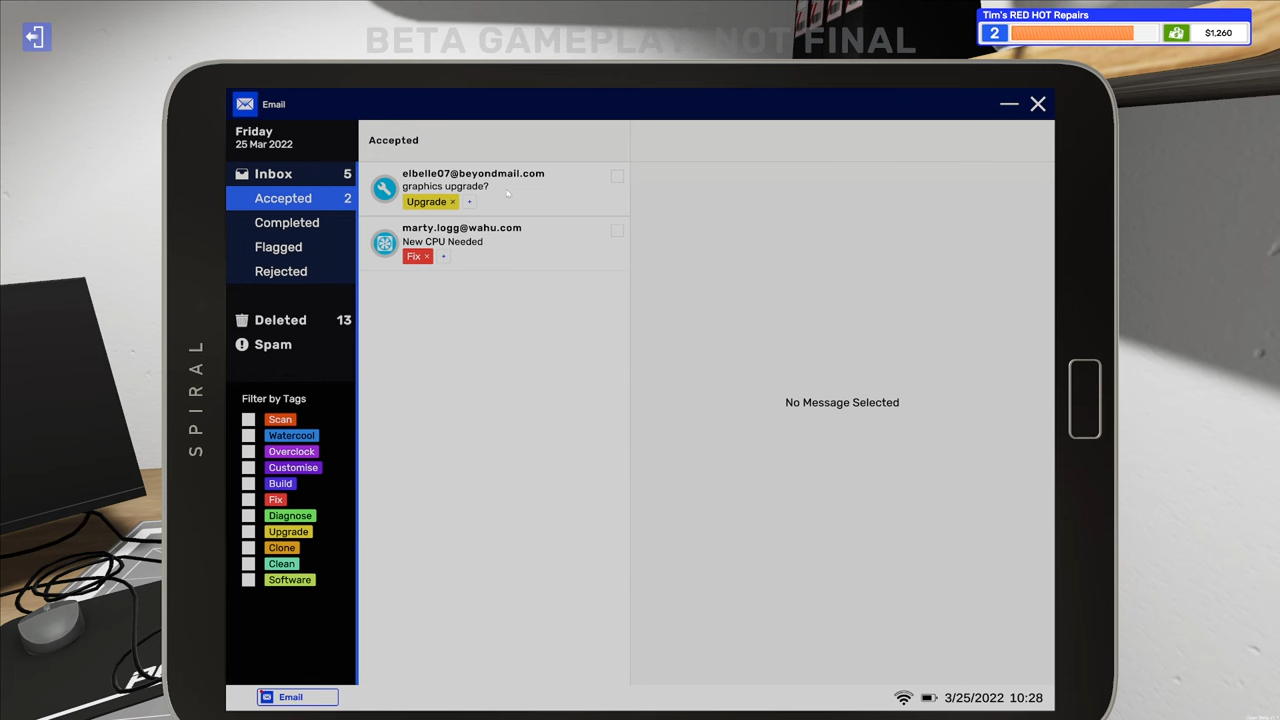 BETA GAMEPLAY NOT FINAL
Tim's RED HOT Repairs
2
$1,260
Email
Friday
25 Mar 2022
Inbox 5
Accepted 2
Completed
Flagged
Rejected
Deleted 13
Spam
Filter by Tags
Scan
Watercool
Overclock
Customise
Build
Fix
Diagnose
Upgrade
Clone
Clean
Software
Accepted
elbelle07@beyondmail.com
graphics upgrade?
Upgrade × +
marty.logg@wahu.com
New CPU Needed
Fix × +
No Message Selected
SPIRAL
Email
3/25/2022 10:28